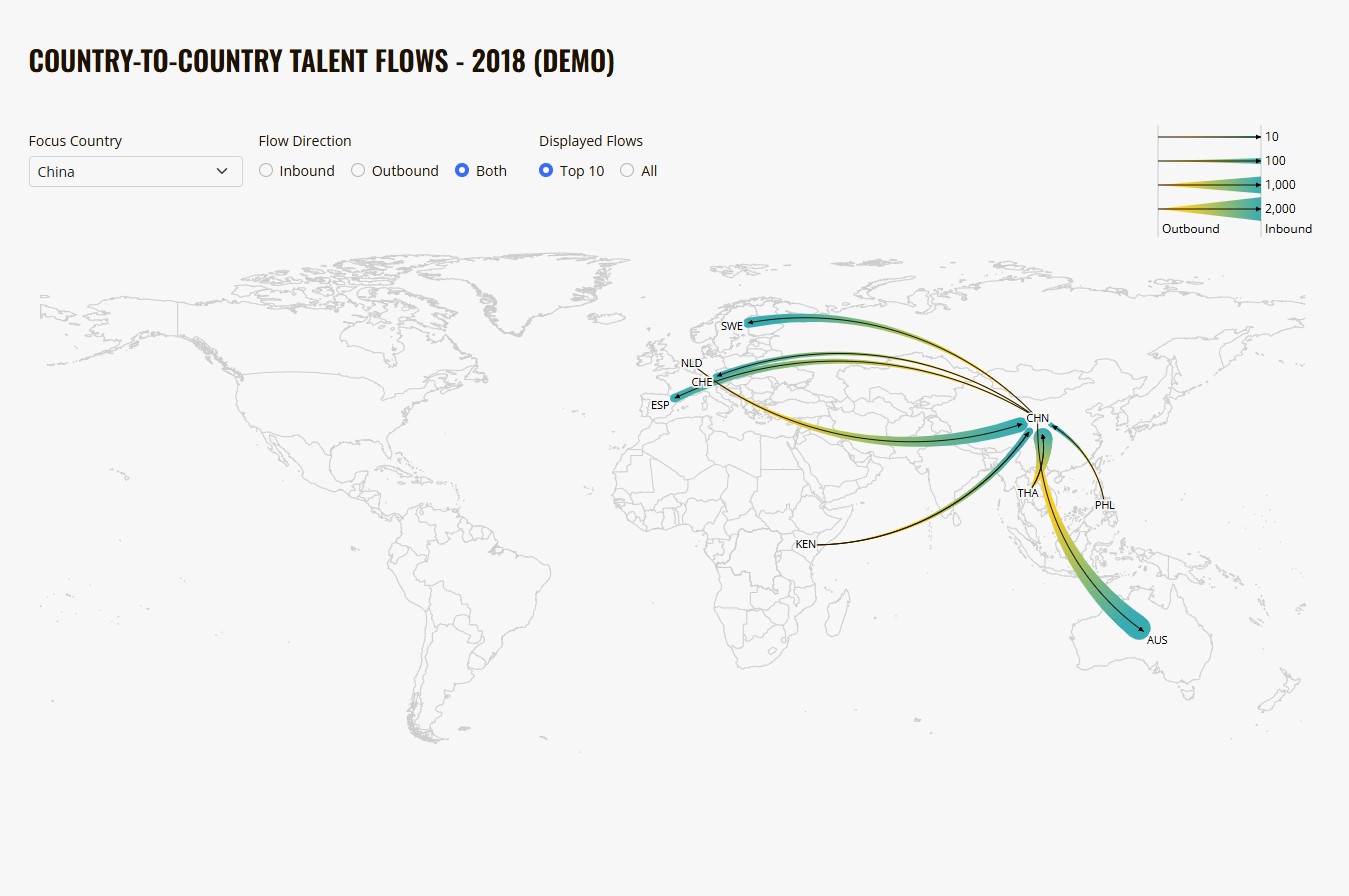 COUNTRY-TO-COUNTRY TALENT FLOWS - 2018 (DEMO)
Focus Country
Flow Direction
Displayed Flows
China
Inbound
Outbound
Both
Top 10
All
10
100
1,000
2,000
Outbound
Inbound
SWE
NLD
CHE
ESP
CHN
THA
PHL
KEN
AUS